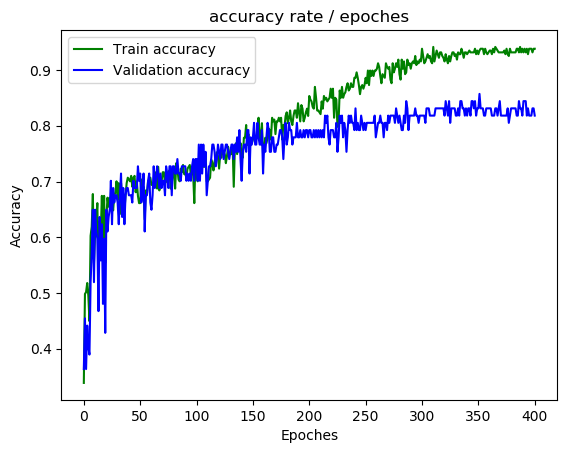 accuracy rate / epoches
Train accuracy
Validation accuracy
Accuracy
0.9
0.8
0.7
0.6
0.5
0.4
0 50 100 150 200 250 300 350 400
Epoches